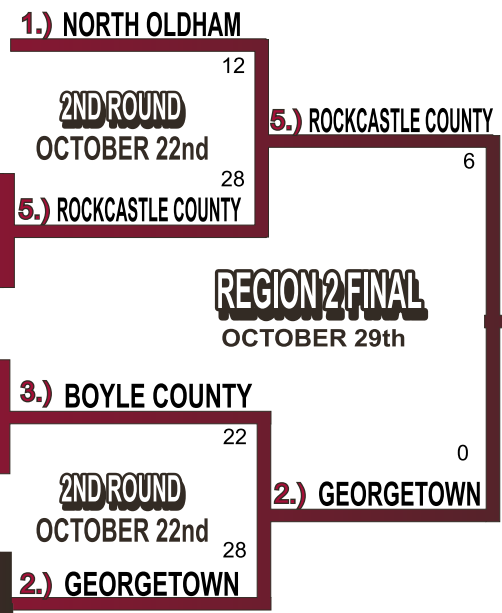 1.) NORTH OLDHAM
12
2ND ROUND
OCTOBER 22nd
28
5.) ROCKCASTLE COUNTY
5.) ROCKCASTLE COUNTY
6
REGION 2 FINAL
OCTOBER 29th
3.) BOYLE COUNTY
22
2ND ROUND
OCTOBER 22nd
28
2.) GEORGETOWN
0
2.) GEORGETOWN